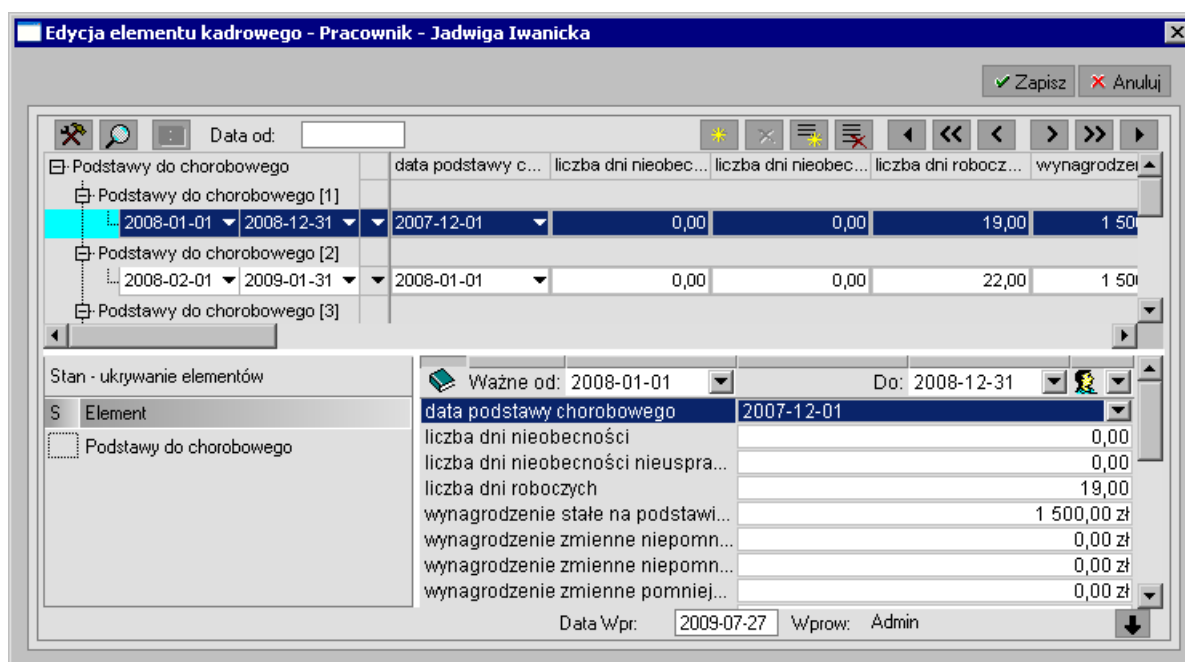 Edycja elementu kadrowego - Pracownik - Jadwiga Iwanicka
Zapisz Anuluj
Data od:
Podstawy do chorobowego data podstawy c... liczba dni nieobec... liczba dni nieobec... liczba dni robocz... wynagrodzen
Podstawy do chorobowego [1]
2008-01-01 2008-12-31 2007-12-01 0,00 0,00 19,00 1 50
Podstawy do chorobowego [2]
2008-02-01 2009-01-31 2008-01-01 0,00 0,00 22,00 1 50
Podstawy do chorobowego [3]
Stan - ukrywanie elementów
S Element
Podstawy do chorobowego
Ważne od: 2008-01-01 Do: 2008-12-31
data podstawy chorobowego 2007-12-01
liczba dni nieobecności 0,00
liczba dni nieobecności nieuspra... 0,00
liczba dni roboczych 19,00
wynagrodzenie stałe na podstawi... 1 500,00 zł
wynagrodzenie zmienne niepomn... 0,00 zł
wynagrodzenie zmienne niepomn... 0,00 zł
wynagrodzenie zmienne pomniej... 0,00 zł
Data Wpr: 2009-07-27 Wprow: Admin